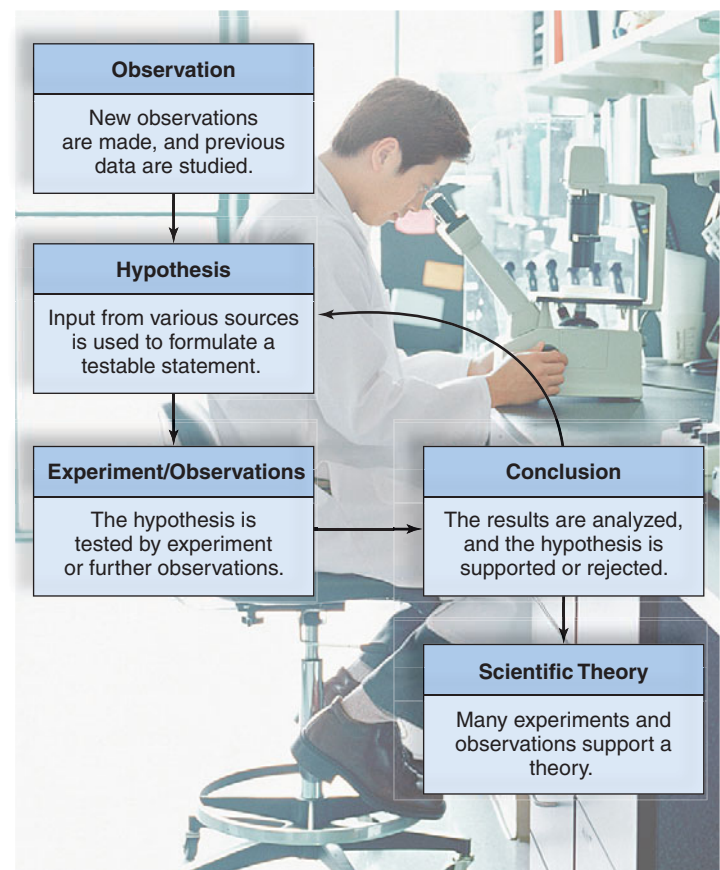 Observation
New observations
are made, and previous
data are studied.
Hypothesis
Input from various sources
is used to formulate a
testable statement.
Experiment/Observations
The hypothesis is
tested by experiment
or further observations.
Conclusion
The results are analyzed,
and the hypothesis is
supported or rejected.
Scientific Theory
Many experiments and
observations support a
theory.